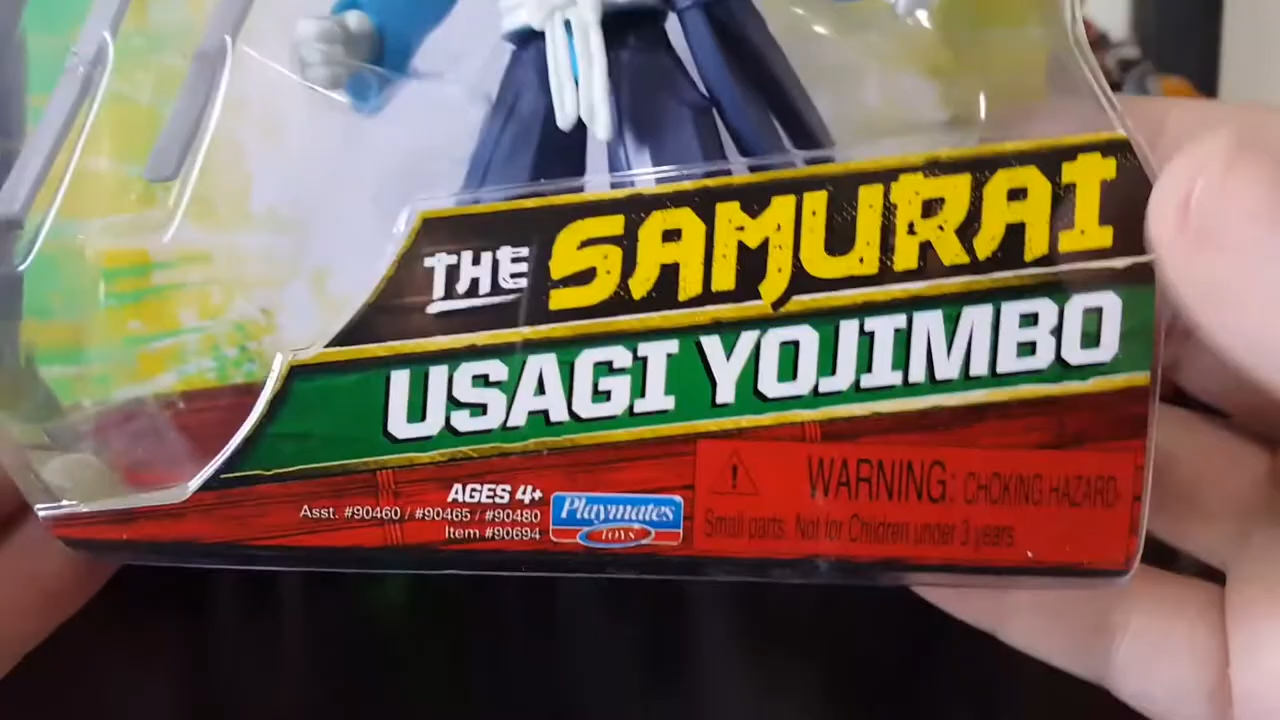 THE SAMURAI
USAGI YOJIMBO
AGES 4+
Asst. #90460 / #90465 / #90480
Item #90694
Playmates
TOYS
WARNING: CHOKING HAZARD-
Small parts. Not for Children under 3 years.